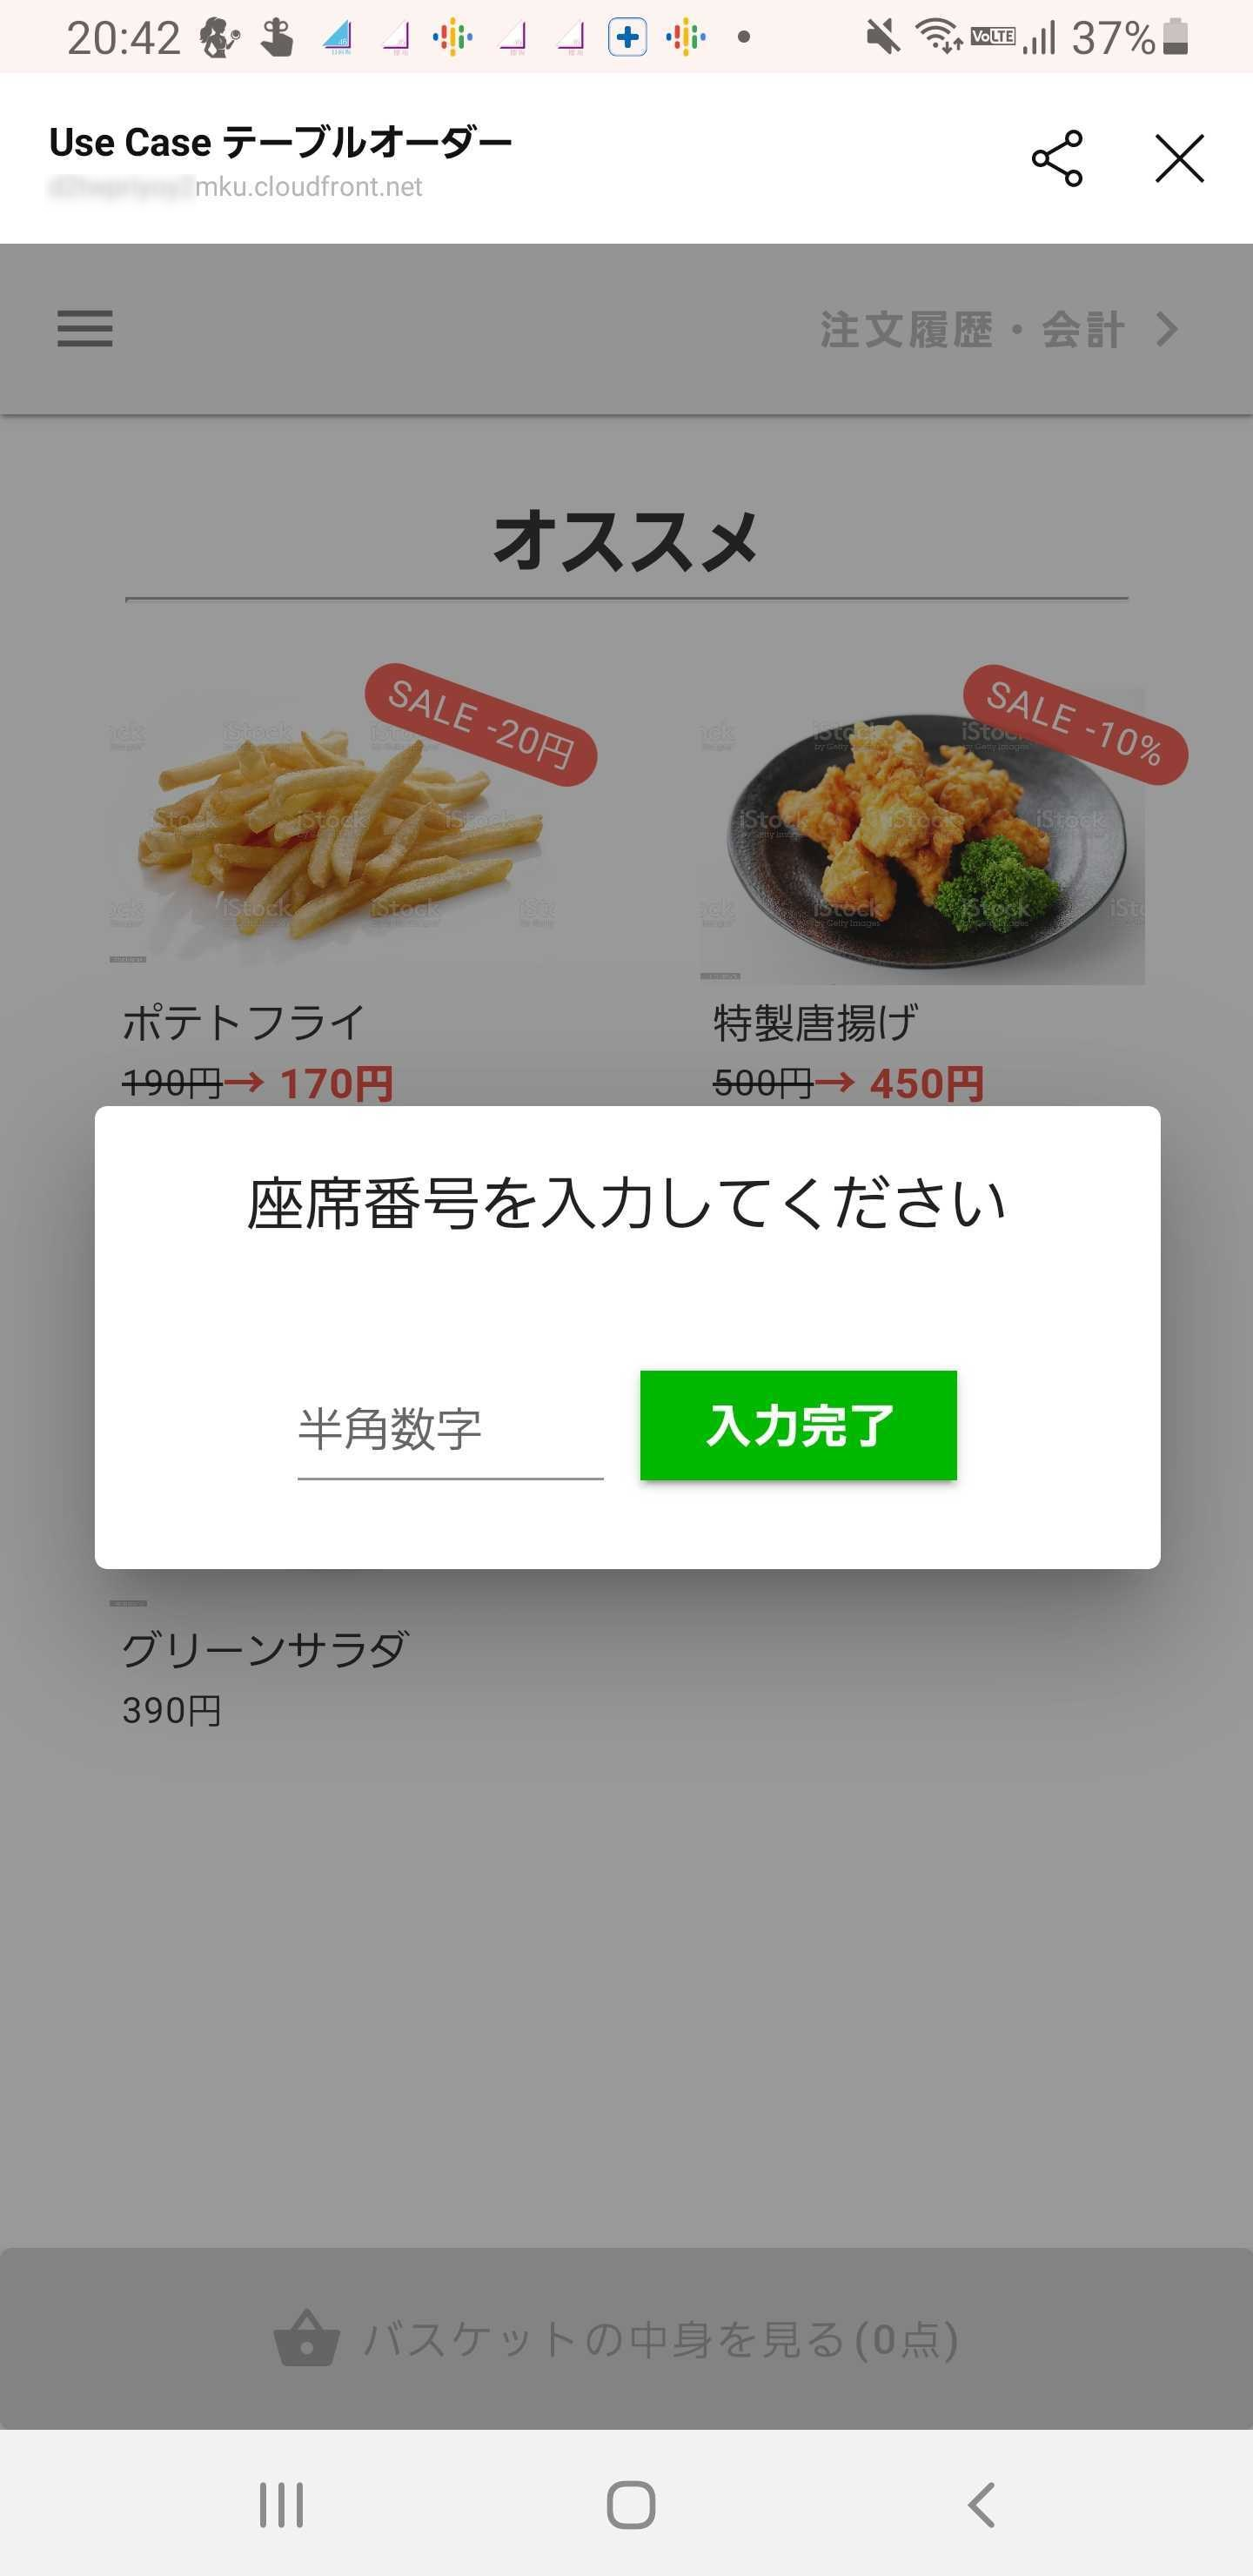 20:42
VoLTE 37%
Use Case テーブルオーダー
mku.cloudfront.net
注文履歴・会計
オススメ
SALE -20円
SALE -10%
iStock
by Getty Images
ポテトフライ
特製唐揚げ
190円→ 170円
500円→ 450円
座席番号を入力してください
半角数字
入力完了
グリーンサラダ
390円
バスケットの中身を見る(0点)